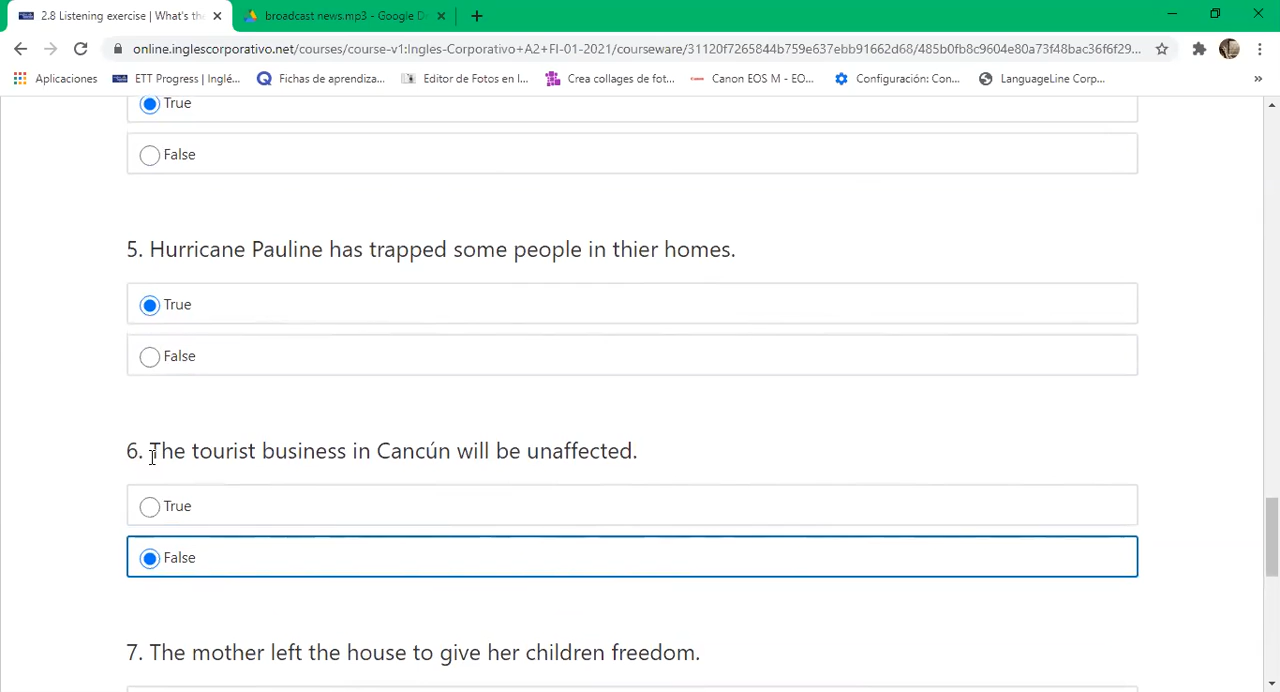 2.8 Listening exercise | What's the
broadcast news.mp3 - Google D
online.inglescorporativo.net/courses/course-v1:Ingles-Corporativo+A2+FI-01-2021/courseware/31120f7265844b759e637ebb91662d68/485b0fb8c9604e80a73f48bac36f6f29...
Aplicaciones
ETT Progress | Inglé...
Fichas de aprendiza...
Editor de Fotos en l...
Crea collages de fot...
Canon EOS M - EO...
Configuración: Con...
LanguageLine Corp...
»
True
False
5. Hurricane Pauline has trapped some people in thier homes.
True
False
6. The tourist business in Cancún will be unaffected.
True
False
7. The mother left the house to give her children freedom.